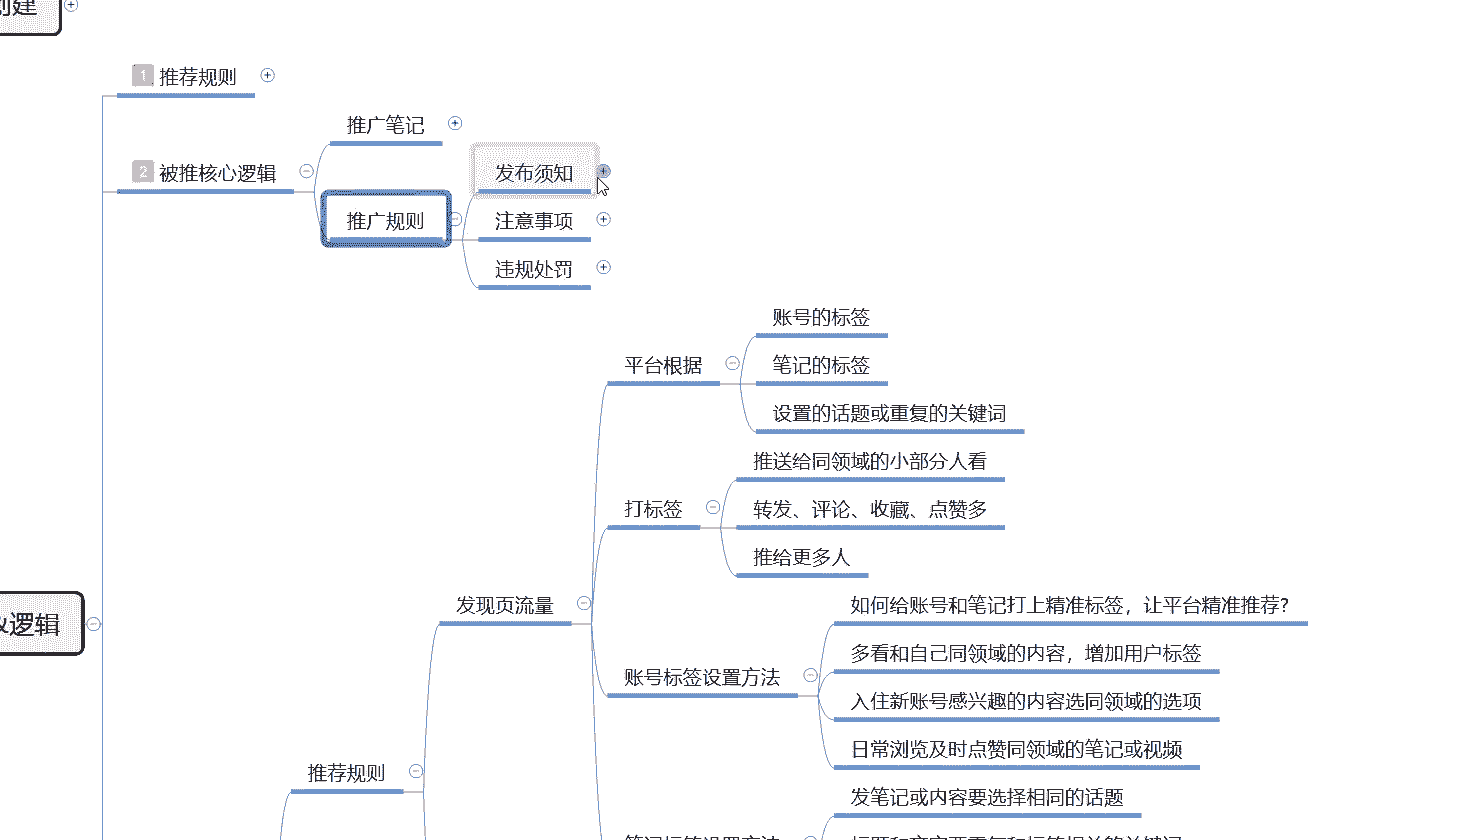 创建
1 推荐规则
推广笔记
2 被推核心逻辑
发布须知
推广规则
注意事项
违规处罚
账号的标签
平台根据
笔记的标签
设置的话题或重复的关键词
推送给同领域的小部分人看
打标签
转发、评论、收藏、点赞多
推给更多人
发现页流量
如何给账号和笔记打上精准标签，让平台精准推荐？
&逻辑
多看和自己同领域的内容，增加用户标签
账号标签设置方法
入住新账号感兴趣的内容选同领域的选项
日常浏览及时点赞同领域的笔记或视频
推荐规则
发笔记或内容要选择相同的话题